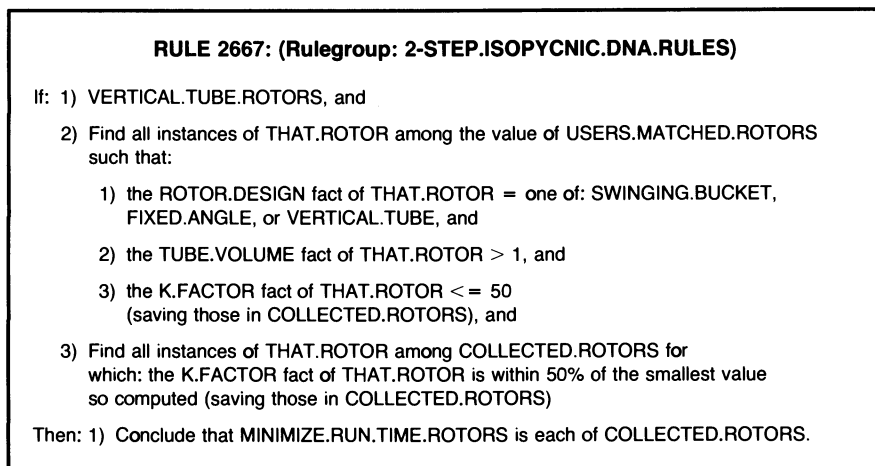 RULE 2667: (Rulegroup: 2-STEP.ISOPYCNIC.DNA.RULES)
If: 1) VERTICAL.TUBE.ROTORS, and
2) Find all instances of THAT.ROTOR among the value of USERS.MATCHED.ROTORS
such that:
1) the ROTOR.DESIGN fact of THAT.ROTOR = one of: SWINGING.BUCKET,
FIXED.ANGLE, or VERTICAL.TUBE, and
2) the TUBE.VOLUME fact of THAT.ROTOR > 1, and
3) the K.FACTOR fact of THAT.ROTOR <= 50
(saving those in COLLECTED.ROTORS), and
3) Find all instances of THAT.ROTOR among COLLECTED.ROTORS for
which: the K.FACTOR fact of THAT.ROTOR is within 50% of the smallest value
so computed (saving those in COLLECTED.ROTORS)
Then: 1) Conclude that MINIMIZE.RUN.TIME.ROTORS is each of COLLECTED.ROTORS.